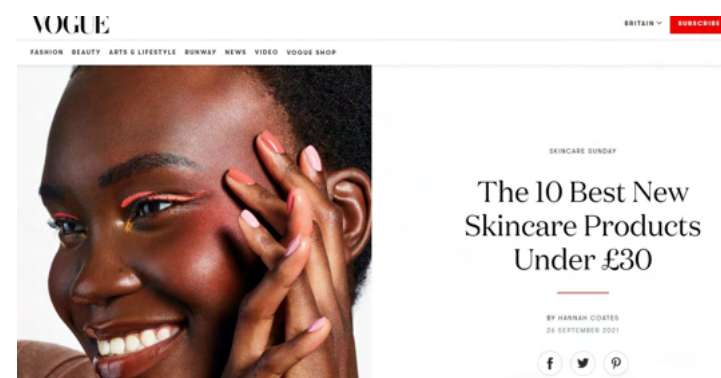 VOGUE
BRITAIN
SUBSCRIBE
FASHION BEAUTY ARTS & LIFESTYLE RUNWAY NEWS VIDEO VOGUE SHOP
SKINCARE SUNDAY
The 10 Best New
Skincare Products
Under £30
BY HANNAH COATES
26 SEPTEMBER 2021